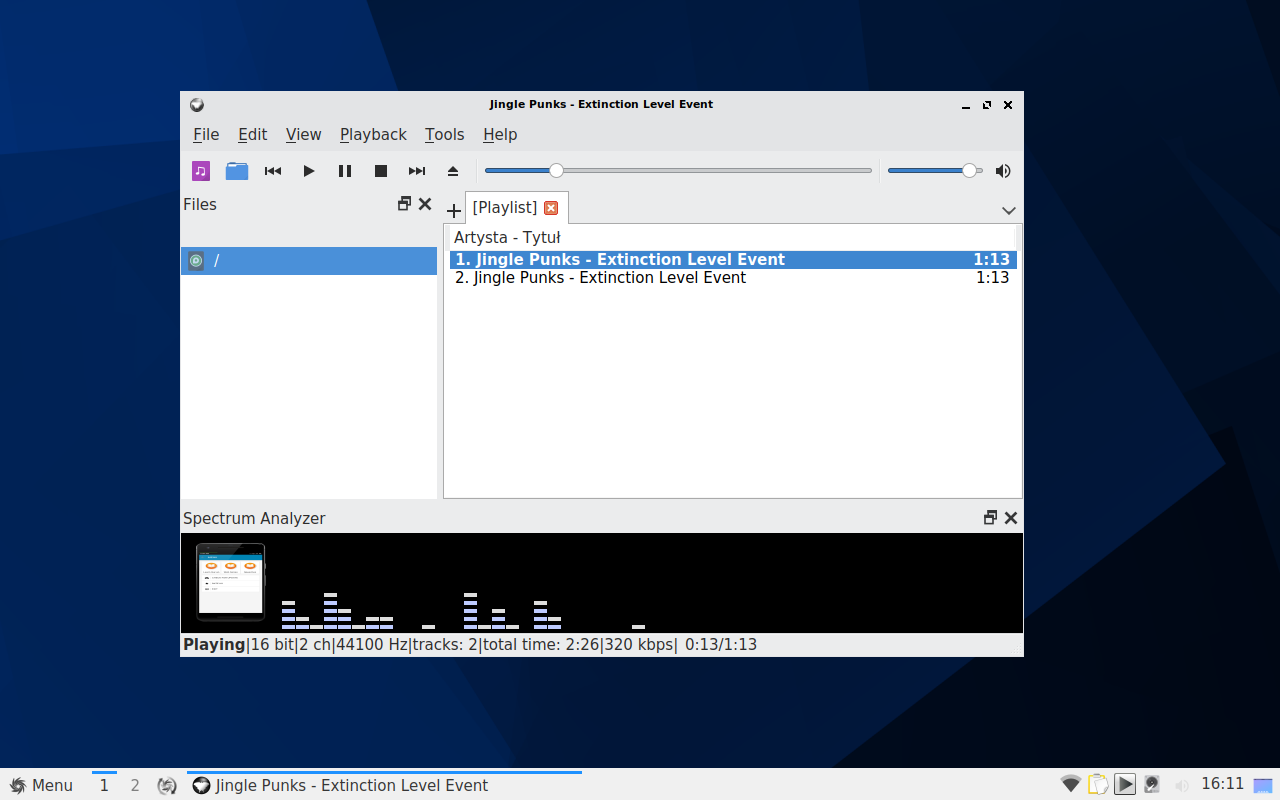 Jingle Punks - Extinction Level Event
File Edit View Playback Tools Help
Files
[Playlist]
/
Artysta - Tytuł
1. Jingle Punks - Extinction Level Event 1:13
2. Jingle Punks - Extinction Level Event 1:13
Spectrum Analyzer
Playing|16 bit|2 ch|44100 Hz|tracks: 2|total time: 2:26|320 kbps| 0:13/1:13
Menu 1 2 Jingle Punks - Extinction Level Event 16:11